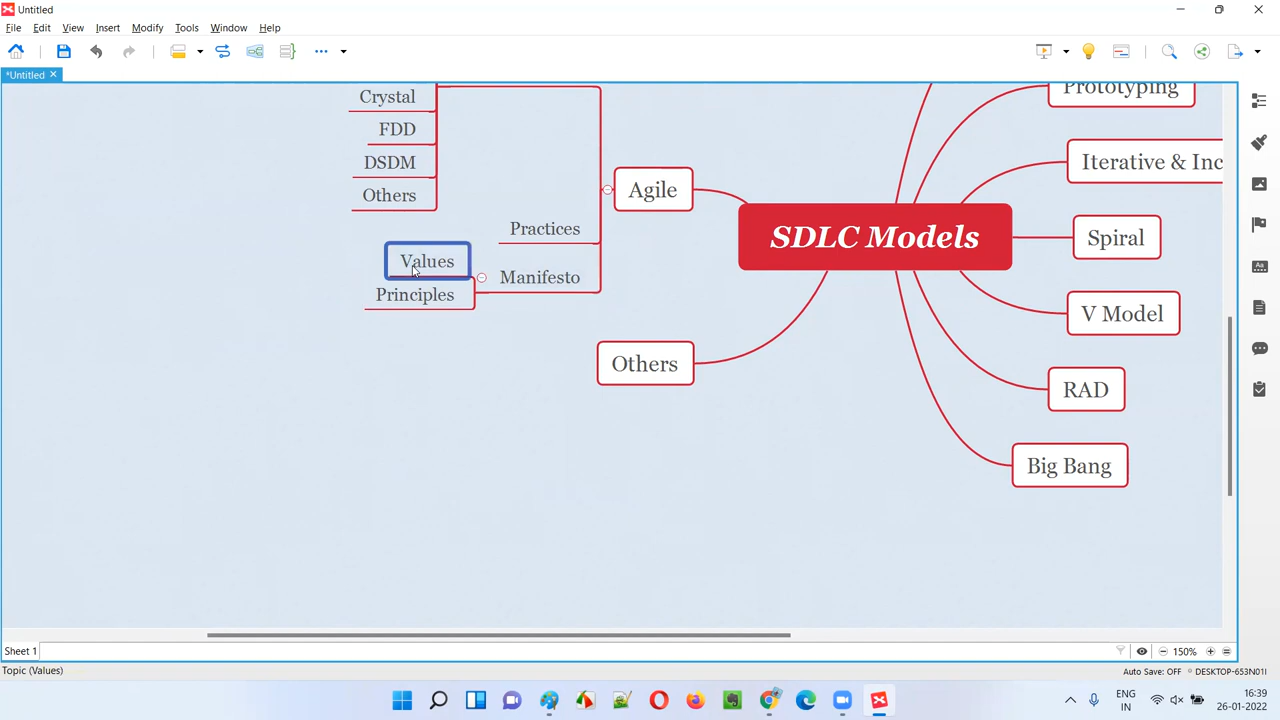 Untitled
File Edit View Insert Modify Tools Window Help
*Untitled
Crystal
FDD
DSDM
Others
Practices
Values
Principles
Manifesto
Agile
Others
SDLC Models
Prototyping
Iterative & Inc
Spiral
V Model
RAD
Big Bang
Sheet 1
150%
Topic (Values)
Auto Save: OFF DESKTOP-653N01I
ENG
IN
16:39
26-01-2022